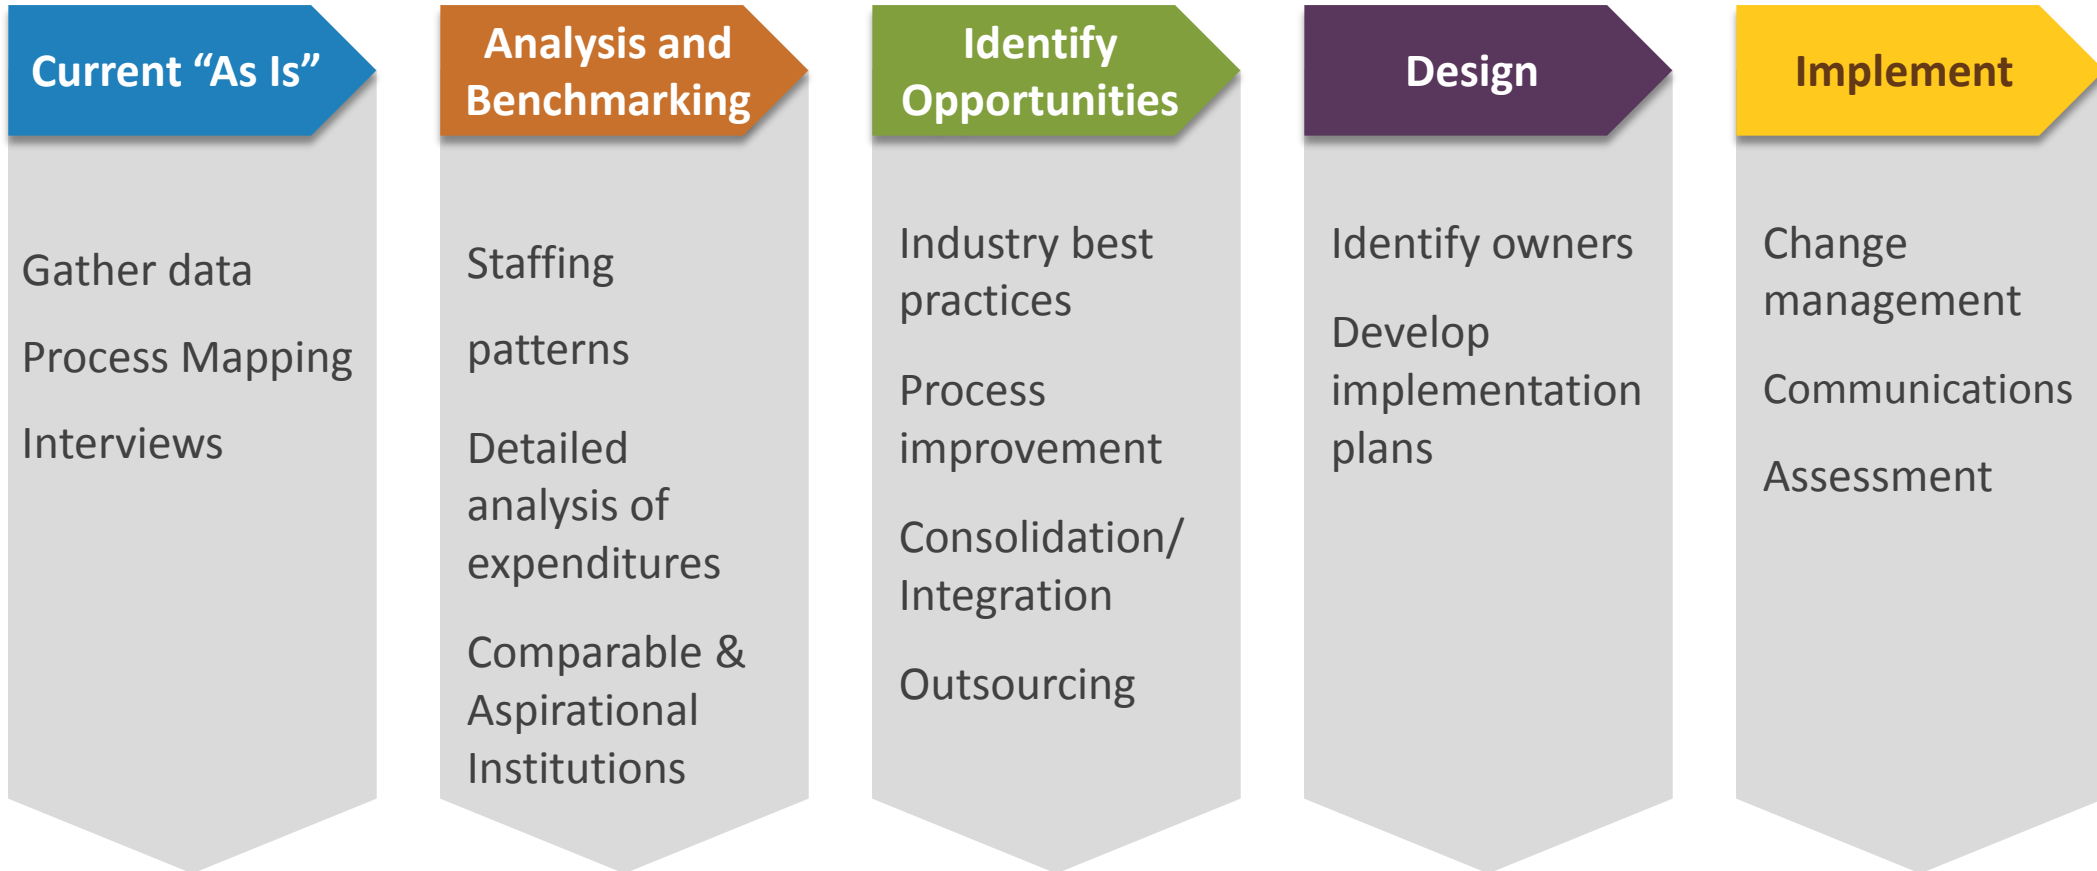 Current “As Is”
Gather data
Process Mapping
Interviews
Analysis and
Benchmarking
Staffing
patterns
Detailed
analysis of
expenditures
Comparable &
Aspirational
Institutions
Identify
Opportunities
Industry best
practices
Process
improvement
Consolidation/
Integration
Outsourcing
Design
Identify owners
Develop
implementation
plans
Implement
Change
management
Communications
Assessment